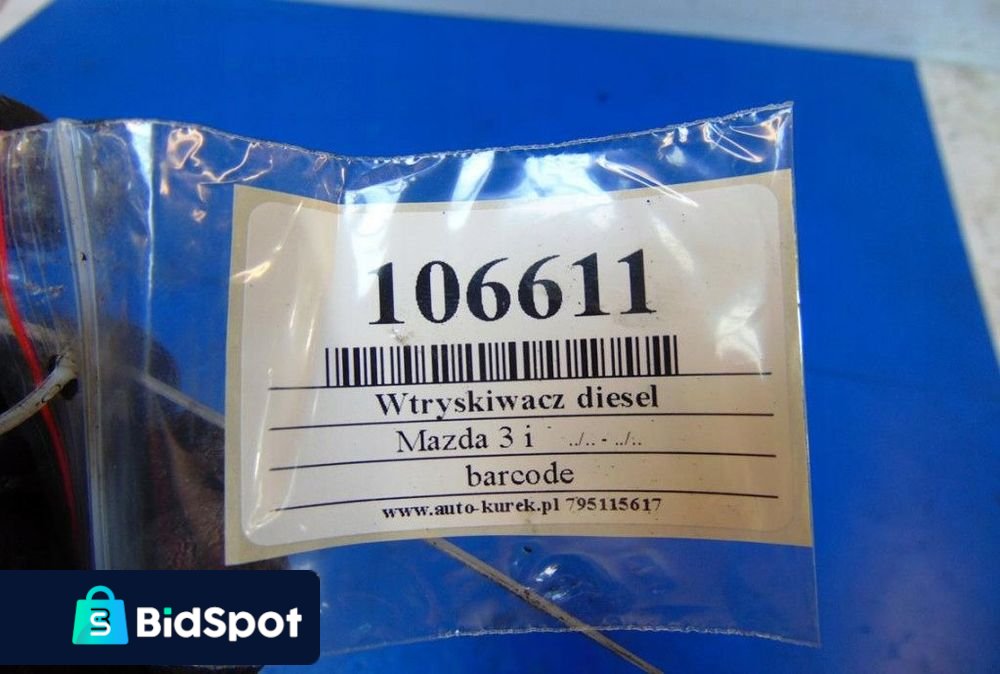 106611
Wtryskiwacz diesel
Mazda 3 i ../.. - ../..
barcode
www.auto-kurek.pl 795115617
BidSpot